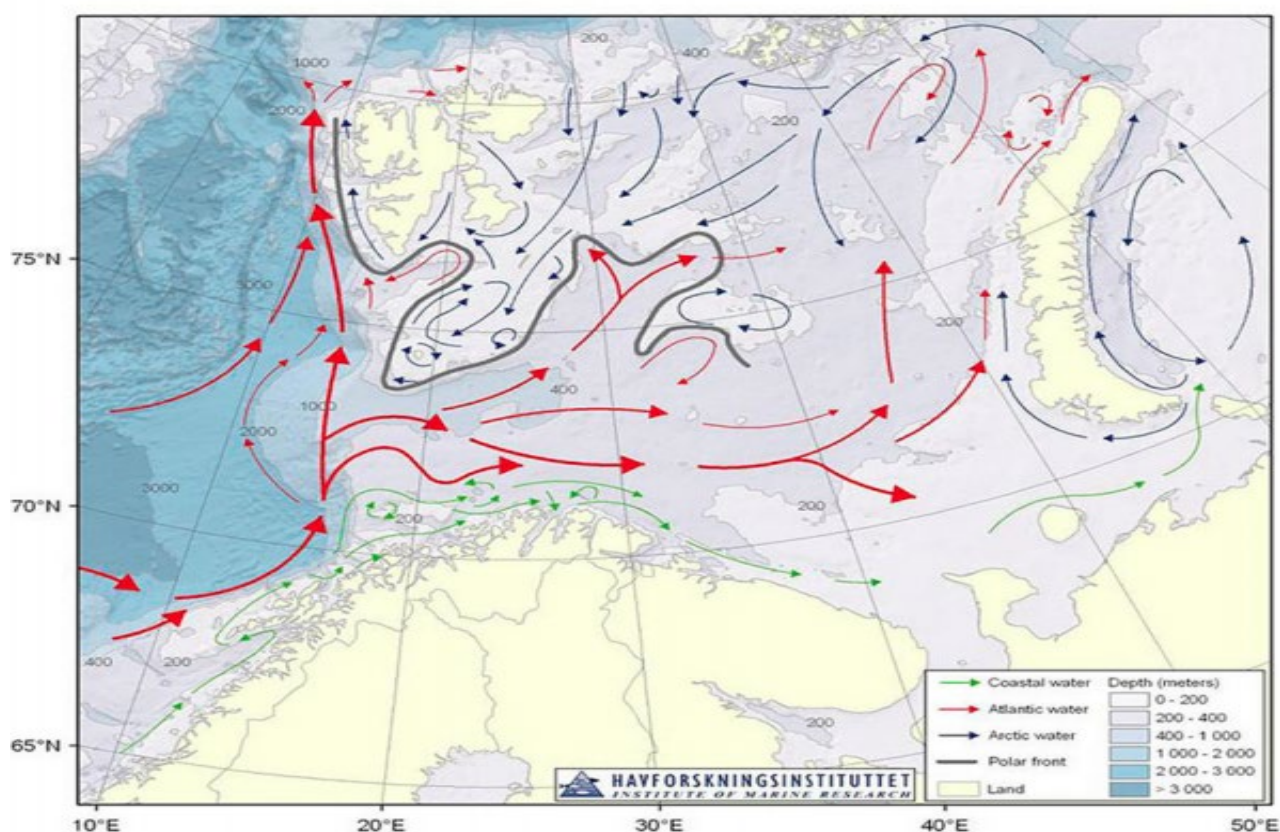 200
400
1000
2000
200
75°N
3000
200
400
1000
2000
3000
200
200
70°N
400
200
200
65°N
Coastal water
Atlantic water
Arctic water
Polar front
Land
Depth (meters)
0 - 200
200 - 400
400 - 1 000
1 000 - 2 000
2 000 - 3 000
> 3 000
HAVFORSKNINGSINSTITUTTET
INSTITUTE OF MARINE RESEARCH
10°E
20°E
30°E
40°E
50°E